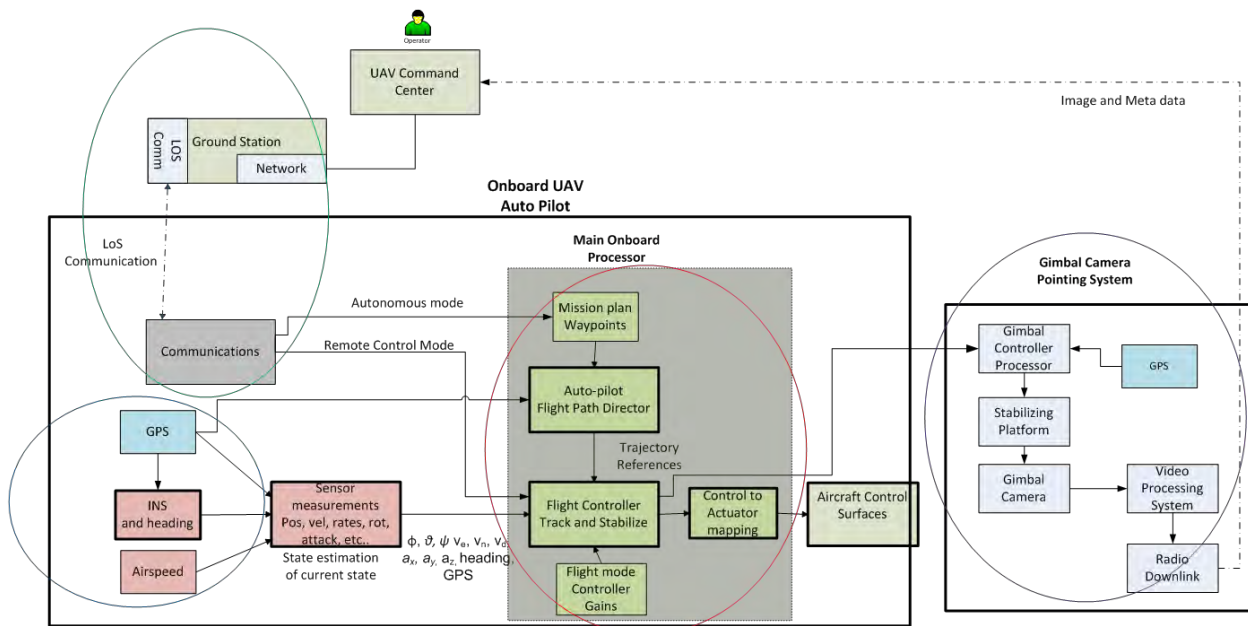 Operator
UAV Command
Center
Image and Meta data
LOS
Comm
Ground Station
Network
Onboard UAV
Auto Pilot
LoS
Communication
Main Onboard
Processor
Gimbal Camera
Pointing System
Autonomous mode
Mission plan
Waypoints
Communications
Remote Control Mode
Gimbal
Controller
Processor
GPS
Auto-pilot
Flight Path Director
GPS
Stabilizing
Platform
Trajectory
References
INS
and heading
Sensor
measurements
Pos, vel, rates, rot,
attack, etc..
Flight Controller
Track and Stabilize
Control to
Actuator
mapping
Aircraft Control
Surfaces
Gimbal
Camera
Video
Processing
System
Airspeed
State estimation
of current state
ϕ, ϑ, ψ vₑ, vₙ, v_d,
aₓ, a_y, a_z, heading,
GPS
Flight mode
Controller
Gains
Radio
Downlink